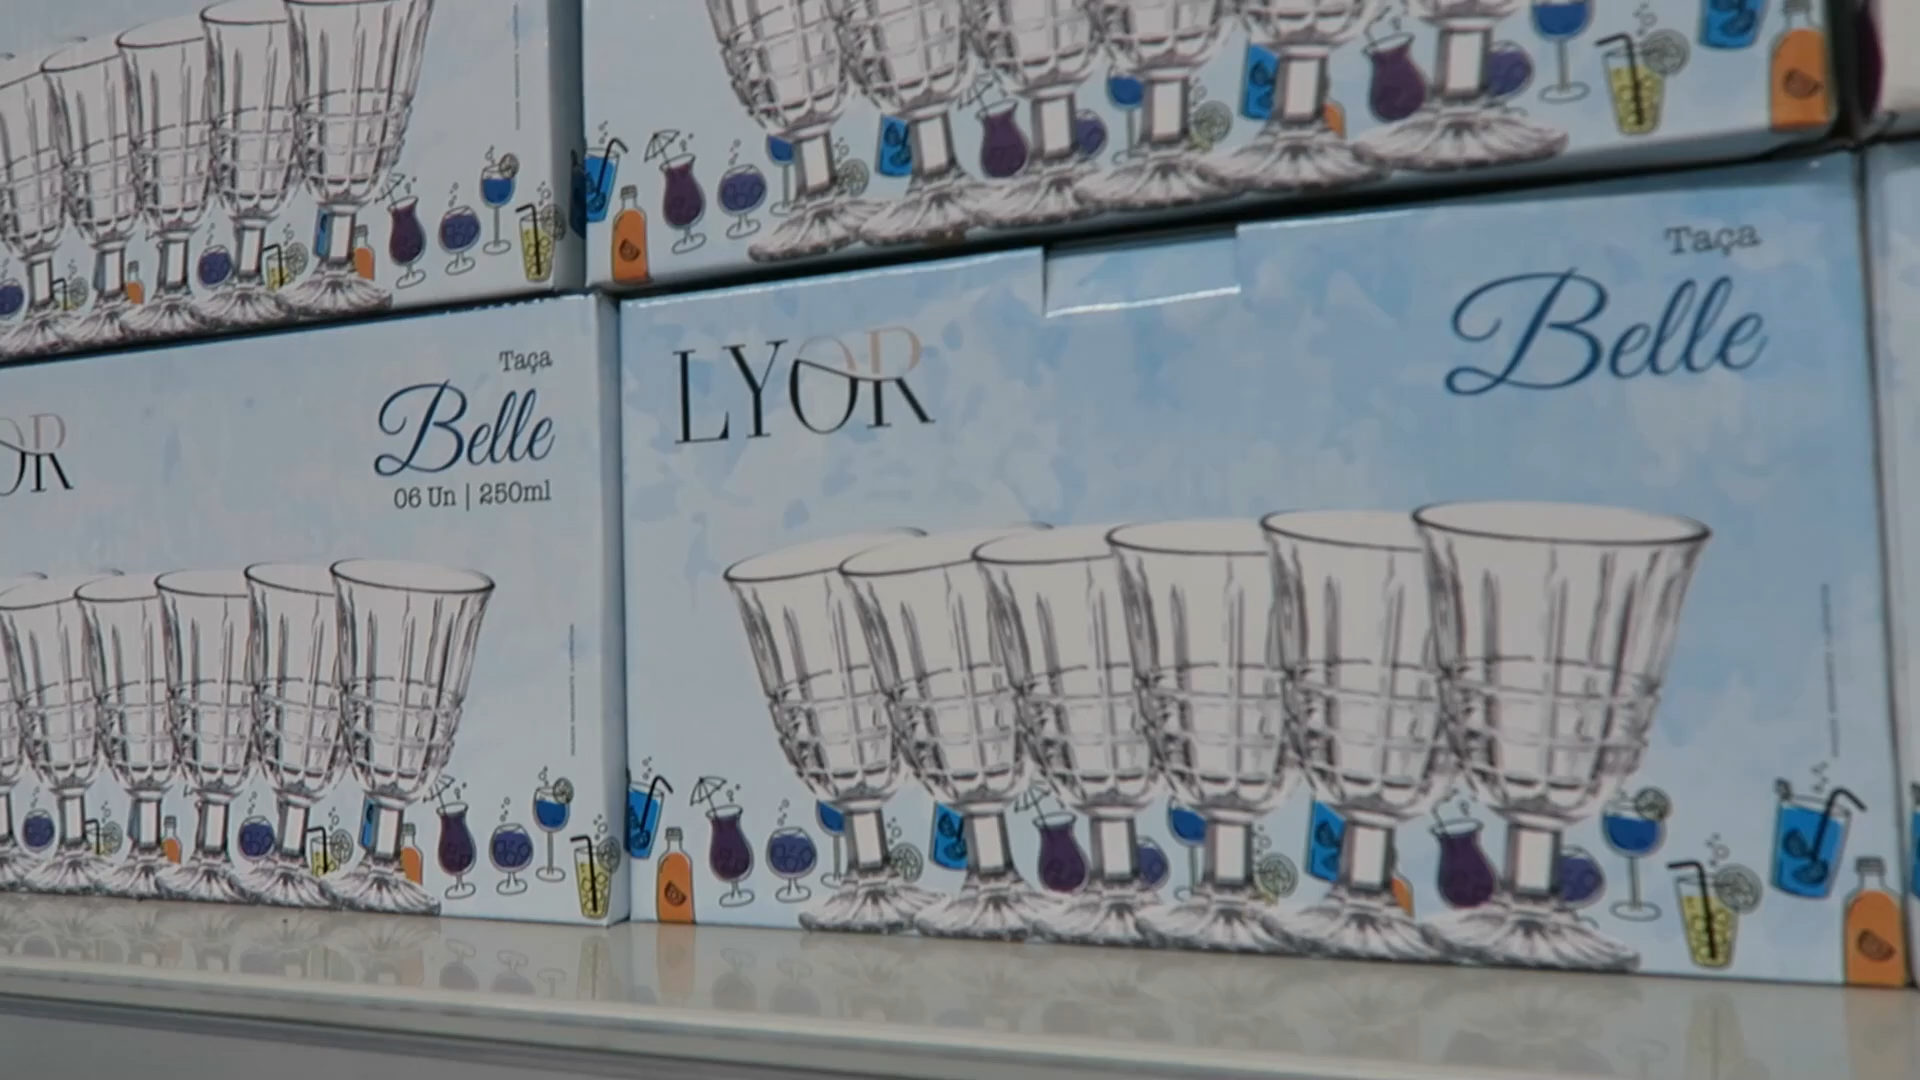 Taça
Belle
06 Un | 250ml
OR
LYOR
Taça
Belle